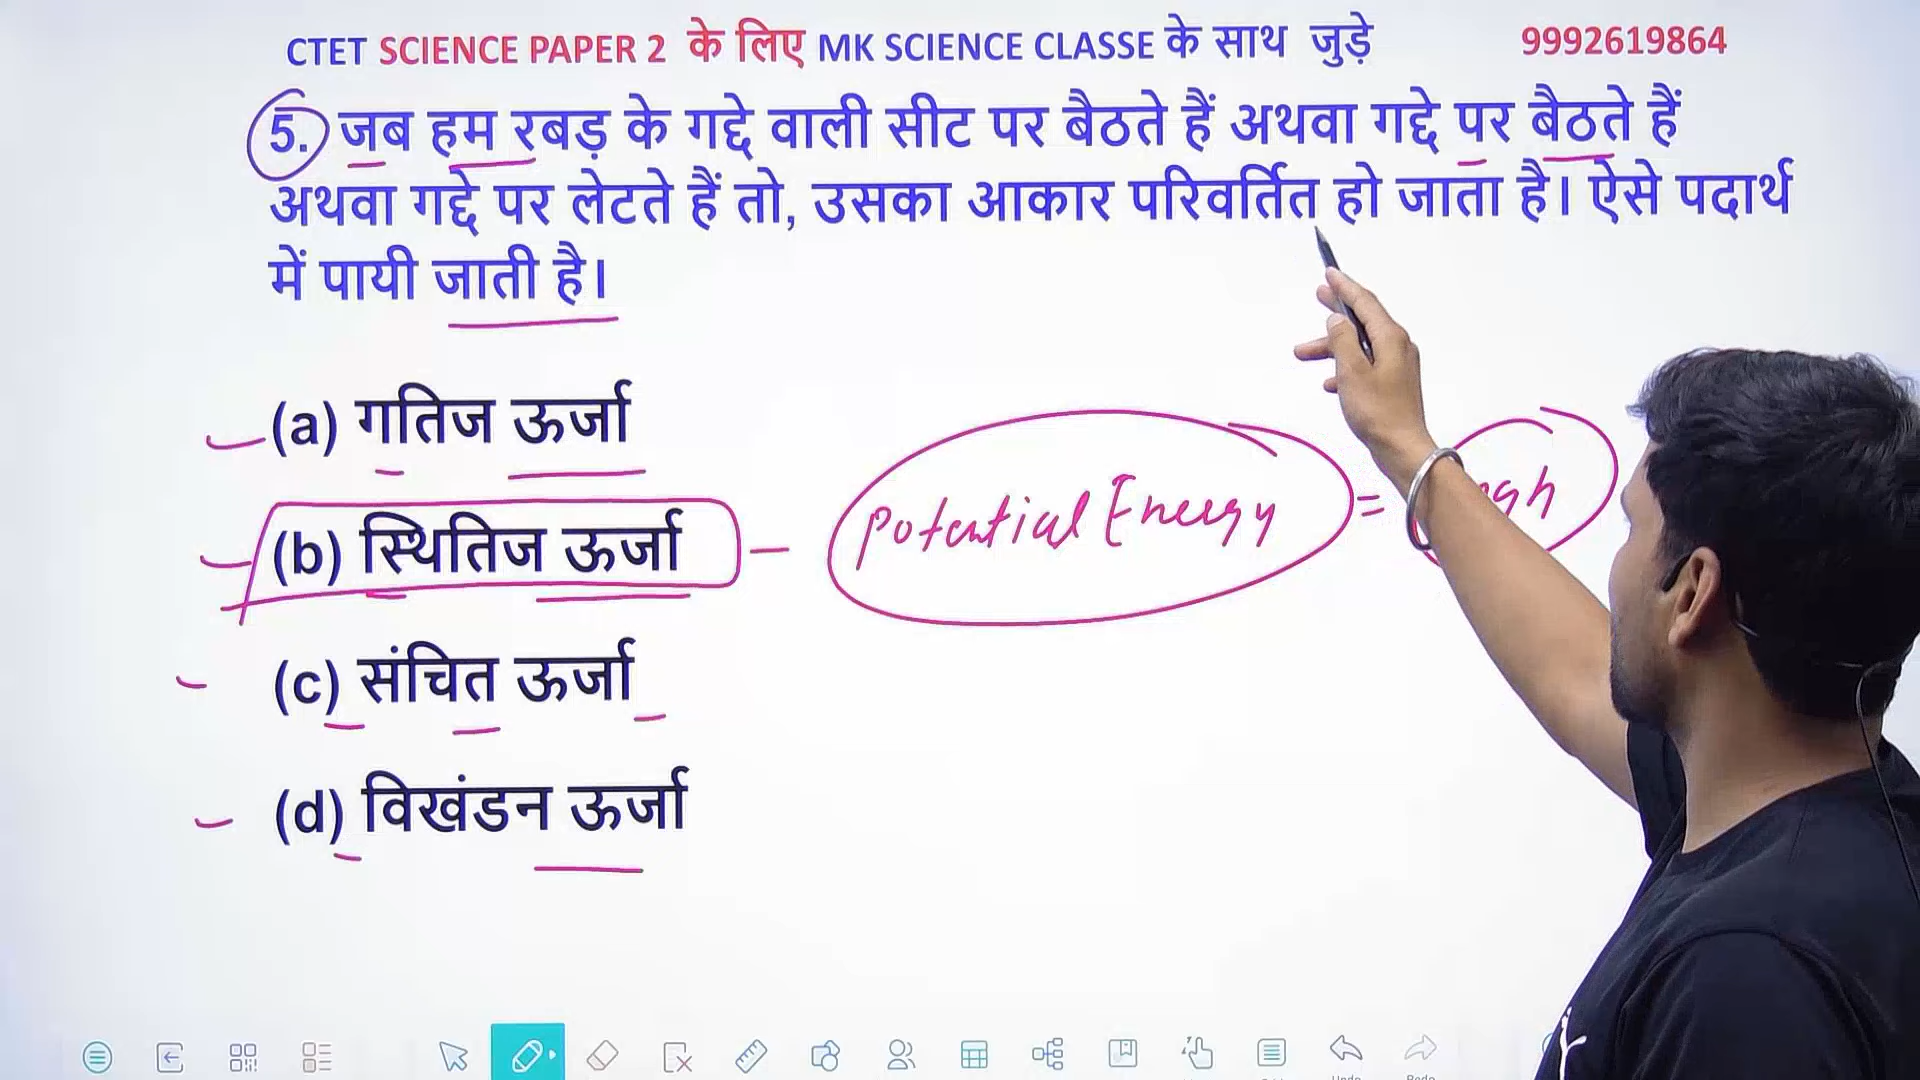 CTET SCIENCE PAPER 2 के लिए MK SCIENCE CLASSE के साथ जुड़े 9992619864
5. जब हम रबड़ के गद्दे वाली सीट पर बैठते हैं अथवा गद्दे पर बैठते हैं
अथवा गद्दे पर लेटते हैं तो, उसका आकार परिवर्तित हो जाता है। ऐसे पदार्थ
में पायी जाती है।
(a) गतिज ऊर्जा
(b) स्थितिज ऊर्जा – Potential Energy =
(c) संचित ऊर्जा
(d) विखंडन ऊर्जा